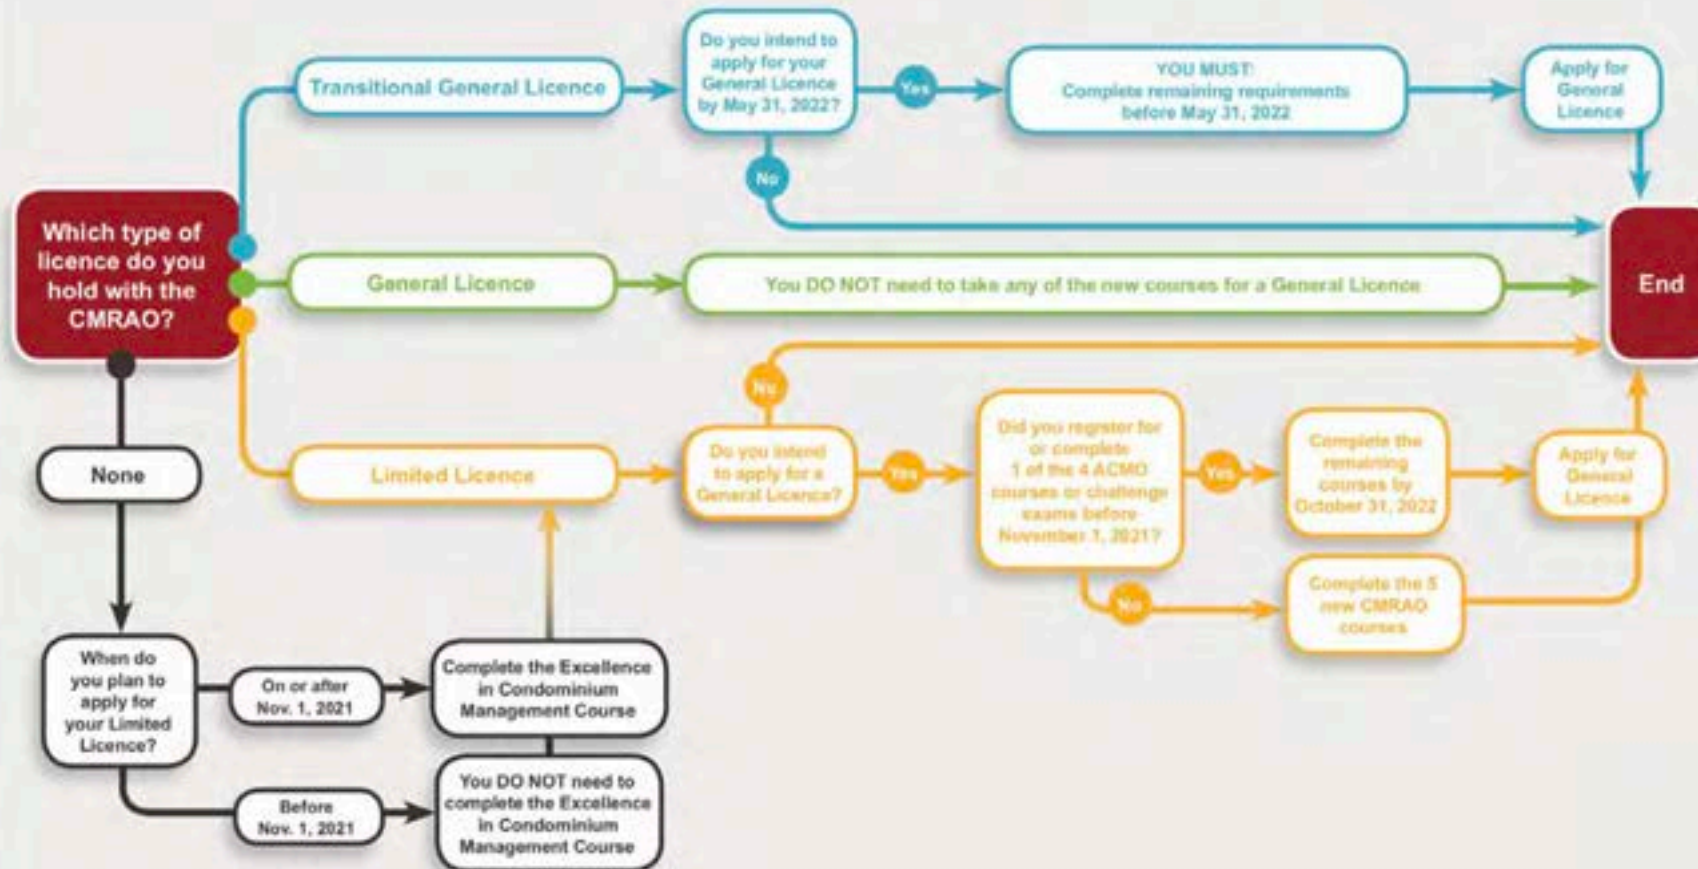 Which type of
licence do you
hold with the
CMRAO?
Transitional General Licence
Do you intend to
apply for your
General Licence
by May 31, 2022?
Yes
YOU MUST:
Complete remaining requirements
before May 31, 2022
Apply for
General
Licence
No
General Licence
You DO NOT need to take any of the new courses for a General Licence
End
Limited Licence
Do you intend
to apply for a
General Licence?
No
Yes
Did you register for
or complete
1 of the 4 ACMO
courses or challenge
exams before
November 1, 2021?
Yes
Complete the
remaining
courses by
October 31, 2022
Apply for
General
Licence
No
Complete the 5
new CMRAO
courses
None
When do
you plan to
apply for
your Limited
Licence?
On or after
Nov. 1, 2021
Complete the Excellence
in Condominium
Management Course
Before
Nov. 1, 2021
You DO NOT need to
complete the Excellence
in Condominium
Management Course